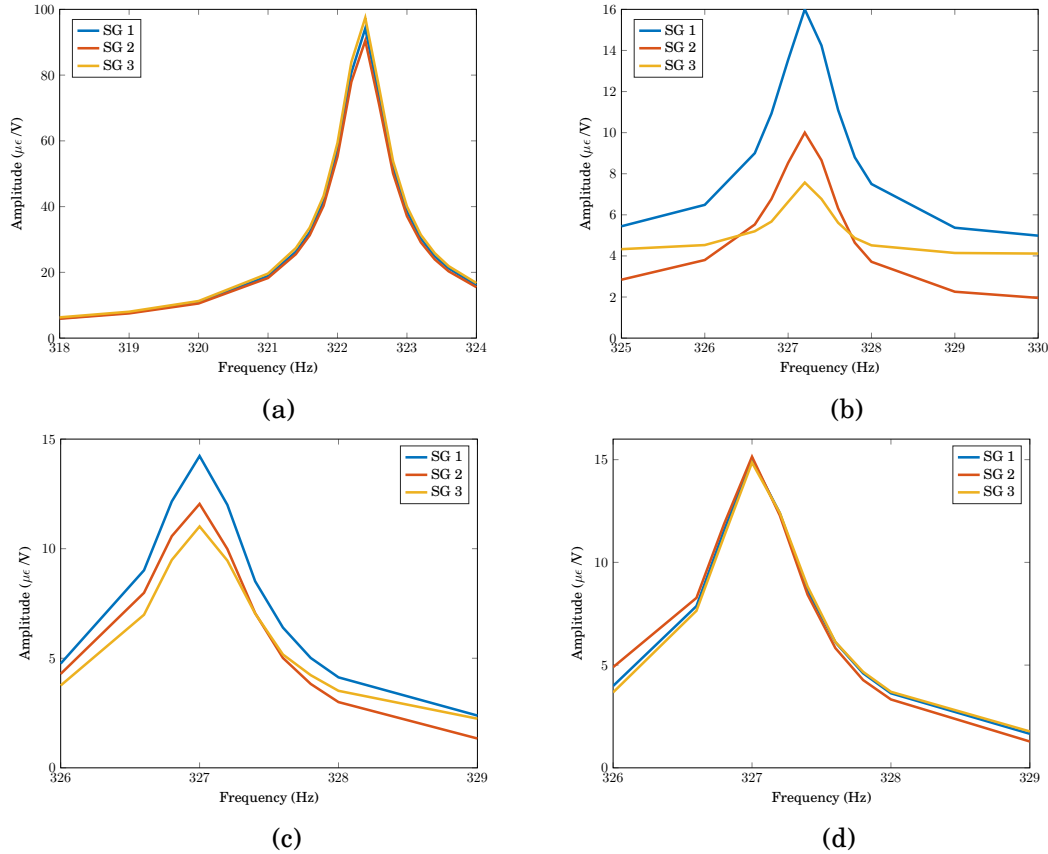 100
80
60
40
20
0
318 319 320 321 322 323 324
Frequency (Hz)
Amplitude (µϵ /V)
SG 1
SG 2
SG 3
(a)
16
14
12
10
8
6
4
2
0
325 326 327 328 329 330
Frequency (Hz)
Amplitude (µϵ /V)
SG 1
SG 2
SG 3
(b)
15
10
5
0
326 327 328 329
Frequency (Hz)
Amplitude (µϵ /V)
SG 1
SG 2
SG 3
(c)
15
10
5
0
326 327 328 329
Frequency (Hz)
Amplitude (µϵ /V)
SG 1
SG 2
SG 3
(d)